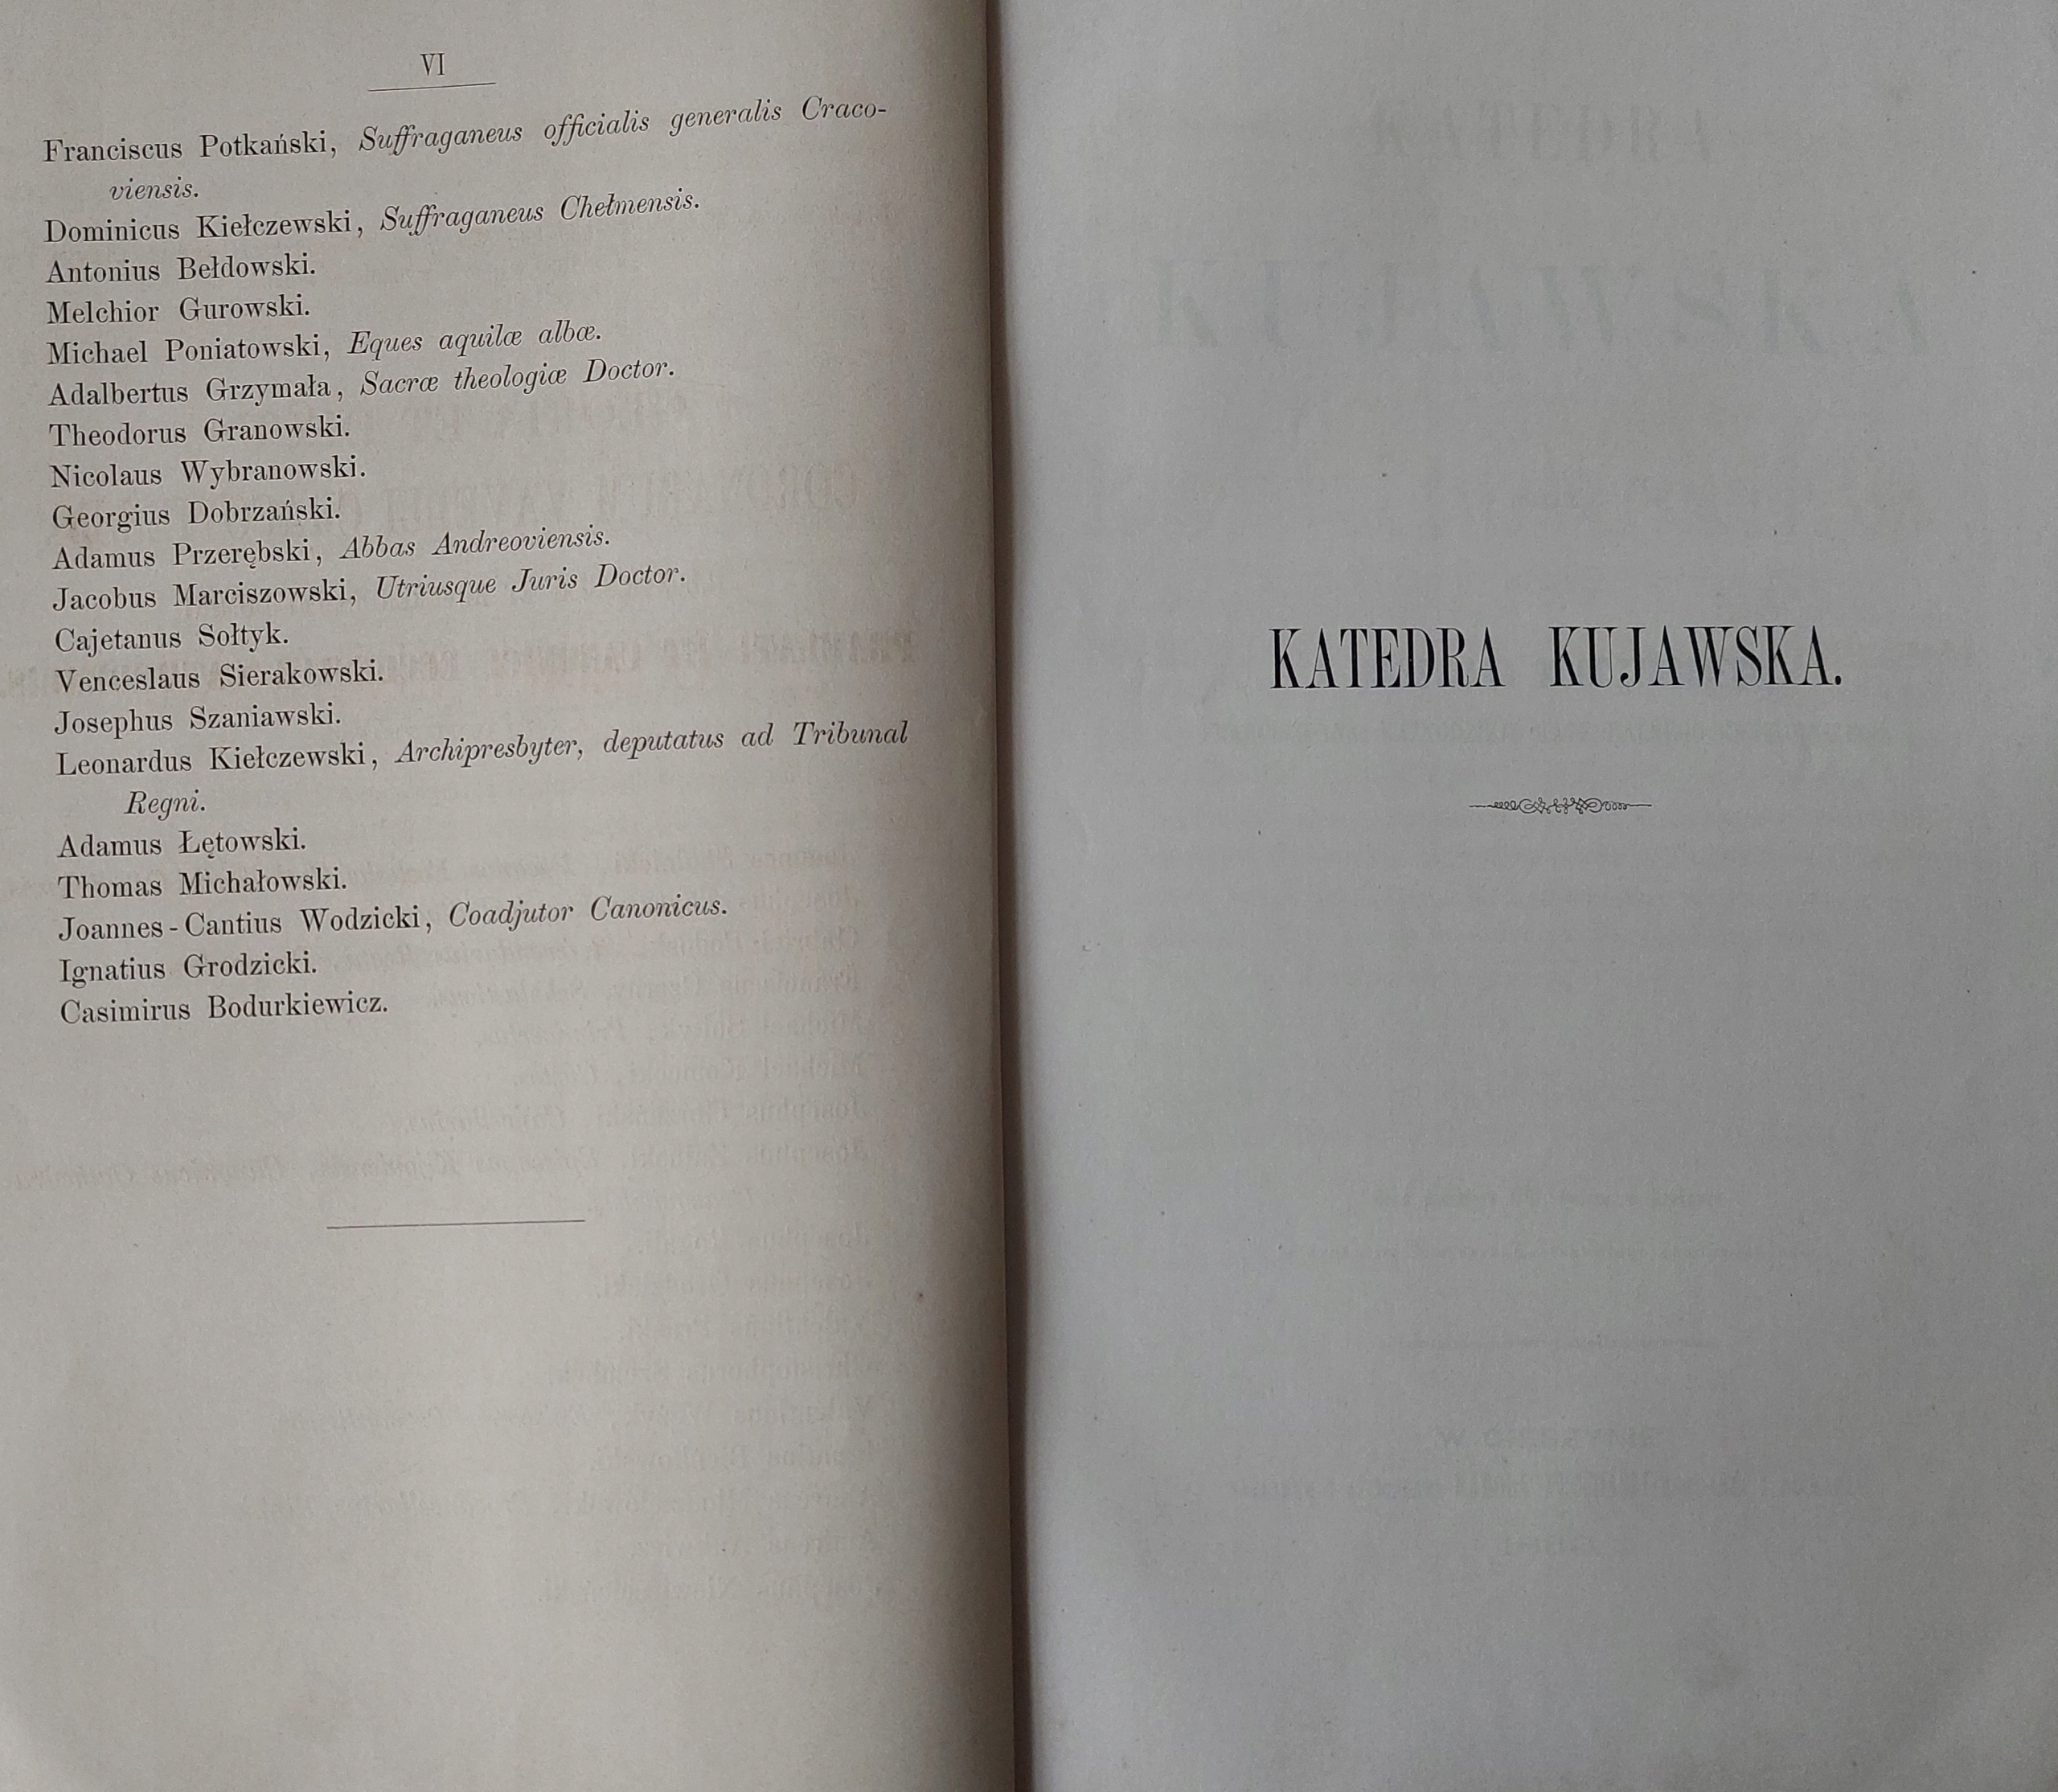 VI
Franciscus Potkański, Suffraganeus officialis generalis Craco-
viensis.
Dominicus Kiełczewski, Suffraganeus Chełmensis.
Antonius Bełdowski.
Melchior Gurowski.
Michael Poniatowski, Eques aquilæ albæ.
Adalbertus Grzymała, Sacræ theologiæ Doctor.
Theodorus Granowski.
Nicolaus Wybranowski.
Georgius Dobrzański.
Adamus Przerębski, Abbas Andreoviensis.
Jacobus Marciszowski, Utriusque Juris Doctor.
Cajetanus Sołtyk.
Venceslaus Sierakowski.
Josephus Szaniawski.
Leonardus Kiełczewski, Archipresbyter, deputatus ad Tribunal
Regni.
Adamus Łętowski.
Thomas Michałowski.
Joannes-Cantius Wodzicki, Coadjutor Canonicus.
Ignatius Grodzicki.
Casimirus Bodurkiewicz.
KATEDRA KUJAWSKA.